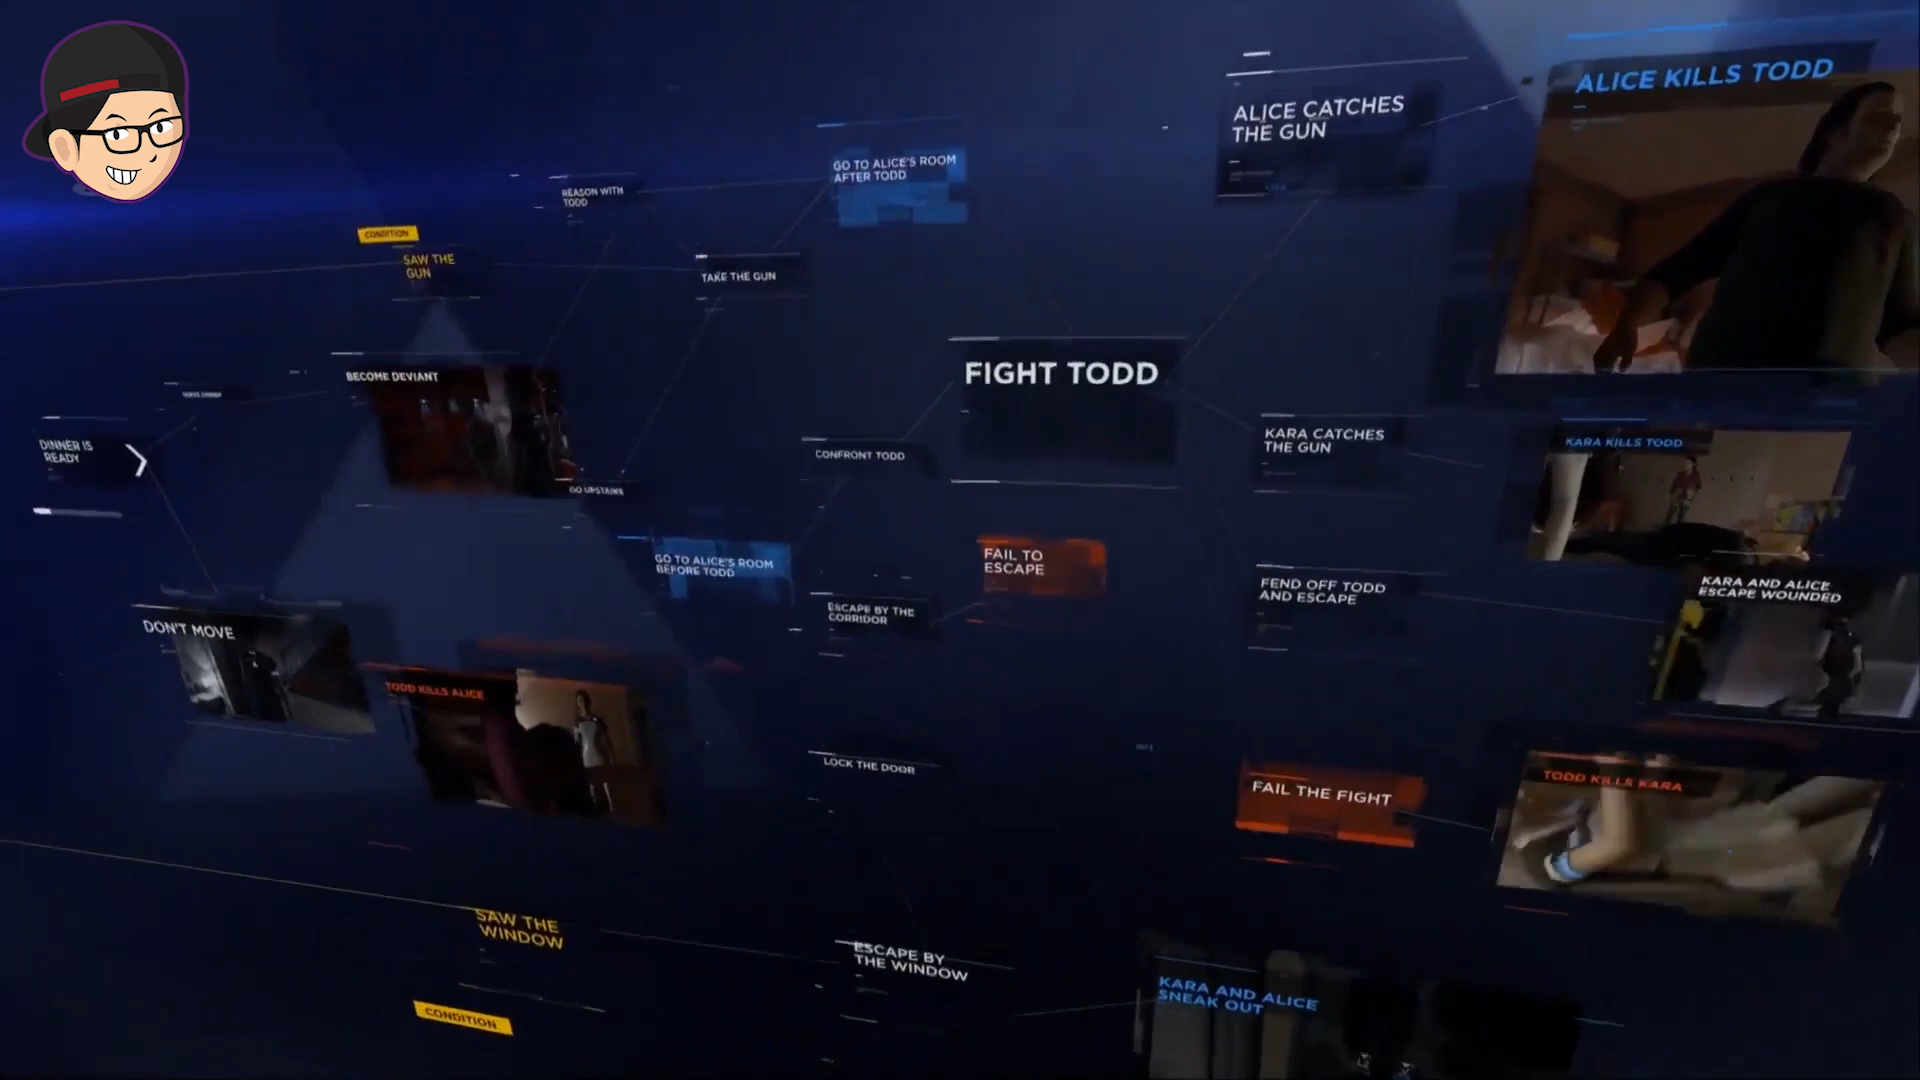 ALICE KILLS TODD
ALICE CATCHES
THE GUN
GO TO ALICE'S ROOM
AFTER TODD
REASON WITH
TODD
CONDITION
SAW THE
GUN
TAKE THE GUN
FIGHT TODD
BECOME DEVIANT
DINNER IS
READY
CONFRONT TODD
KARA CATCHES
THE GUN
KARA KILLS TODD
GO UPSTAIRS
GO TO ALICE'S ROOM
BEFORE TODD
FAIL TO
ESCAPE
FEND OFF TODD
AND ESCAPE
KARA AND ALICE
ESCAPE WOUNDED
ESCAPE BY THE
CORRIDOR
DON'T MOVE
TODD KILLS ALICE
LOCK THE DOOR
FAIL THE FIGHT
TODD KILLS KARA
SAW THE
WINDOW
ESCAPE BY
THE WINDOW
KARA AND ALICE
SNEAK OUT
CONDITION